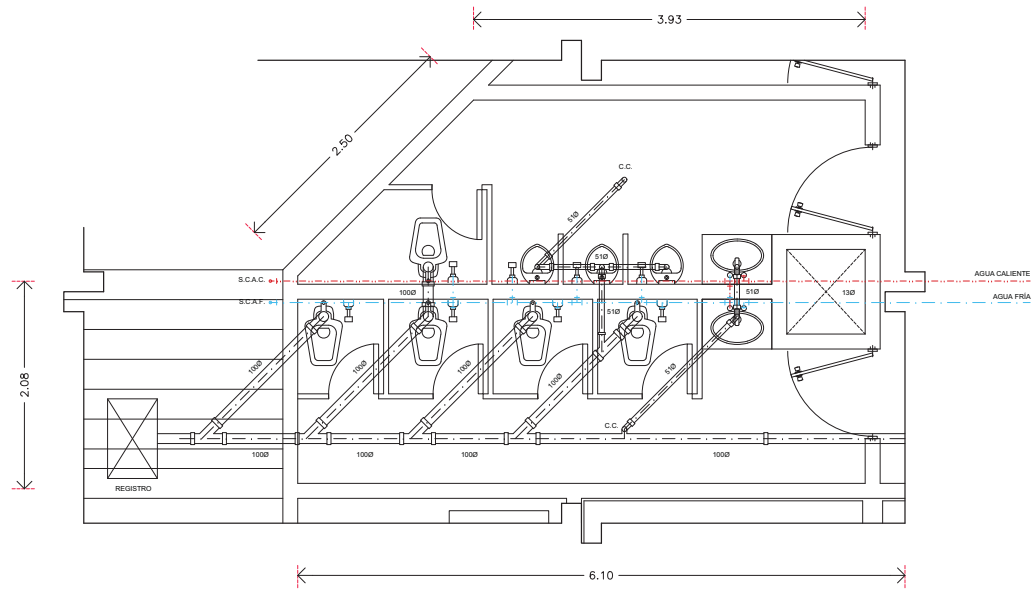 3.93
2.50
C.C.
51Ø
51Ø
S.C.A.C.
AGUA CALIENTE
100Ø
51Ø
13Ø
S.C.A.F.
AGUA FRÍA
51Ø
100Ø
100Ø
100Ø
100Ø
51Ø
2.08
C.C.
100Ø
100Ø
100Ø
100Ø
REGISTRO
6.10